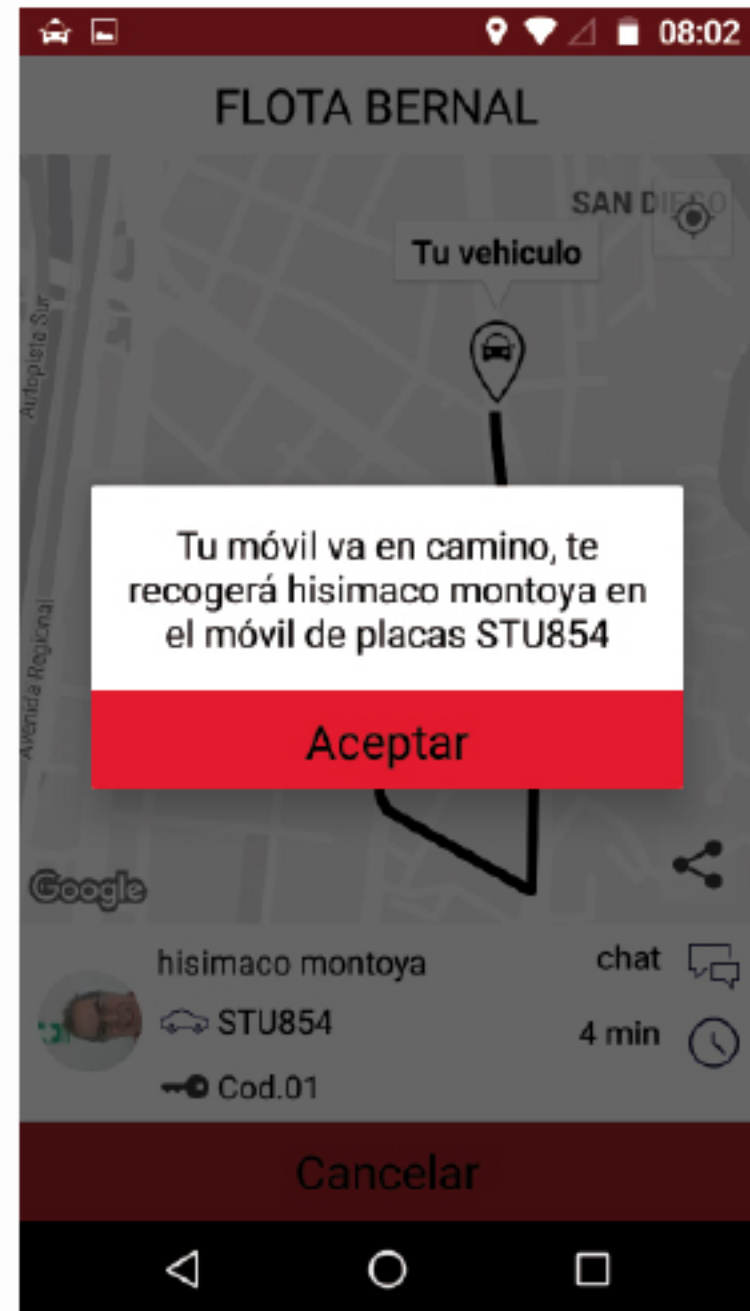 08:02
FLOTA BERNAL
SAN DIEGO
Tu vehiculo
Autopista Sur
Tu móvil va en camino, te
recogerá hisimaco montoya en
el móvil de placas STU854
Avenida Regional
Aceptar
Google
hisimaco montoya
chat
STU854
4 min
Cod.01
Cancelar